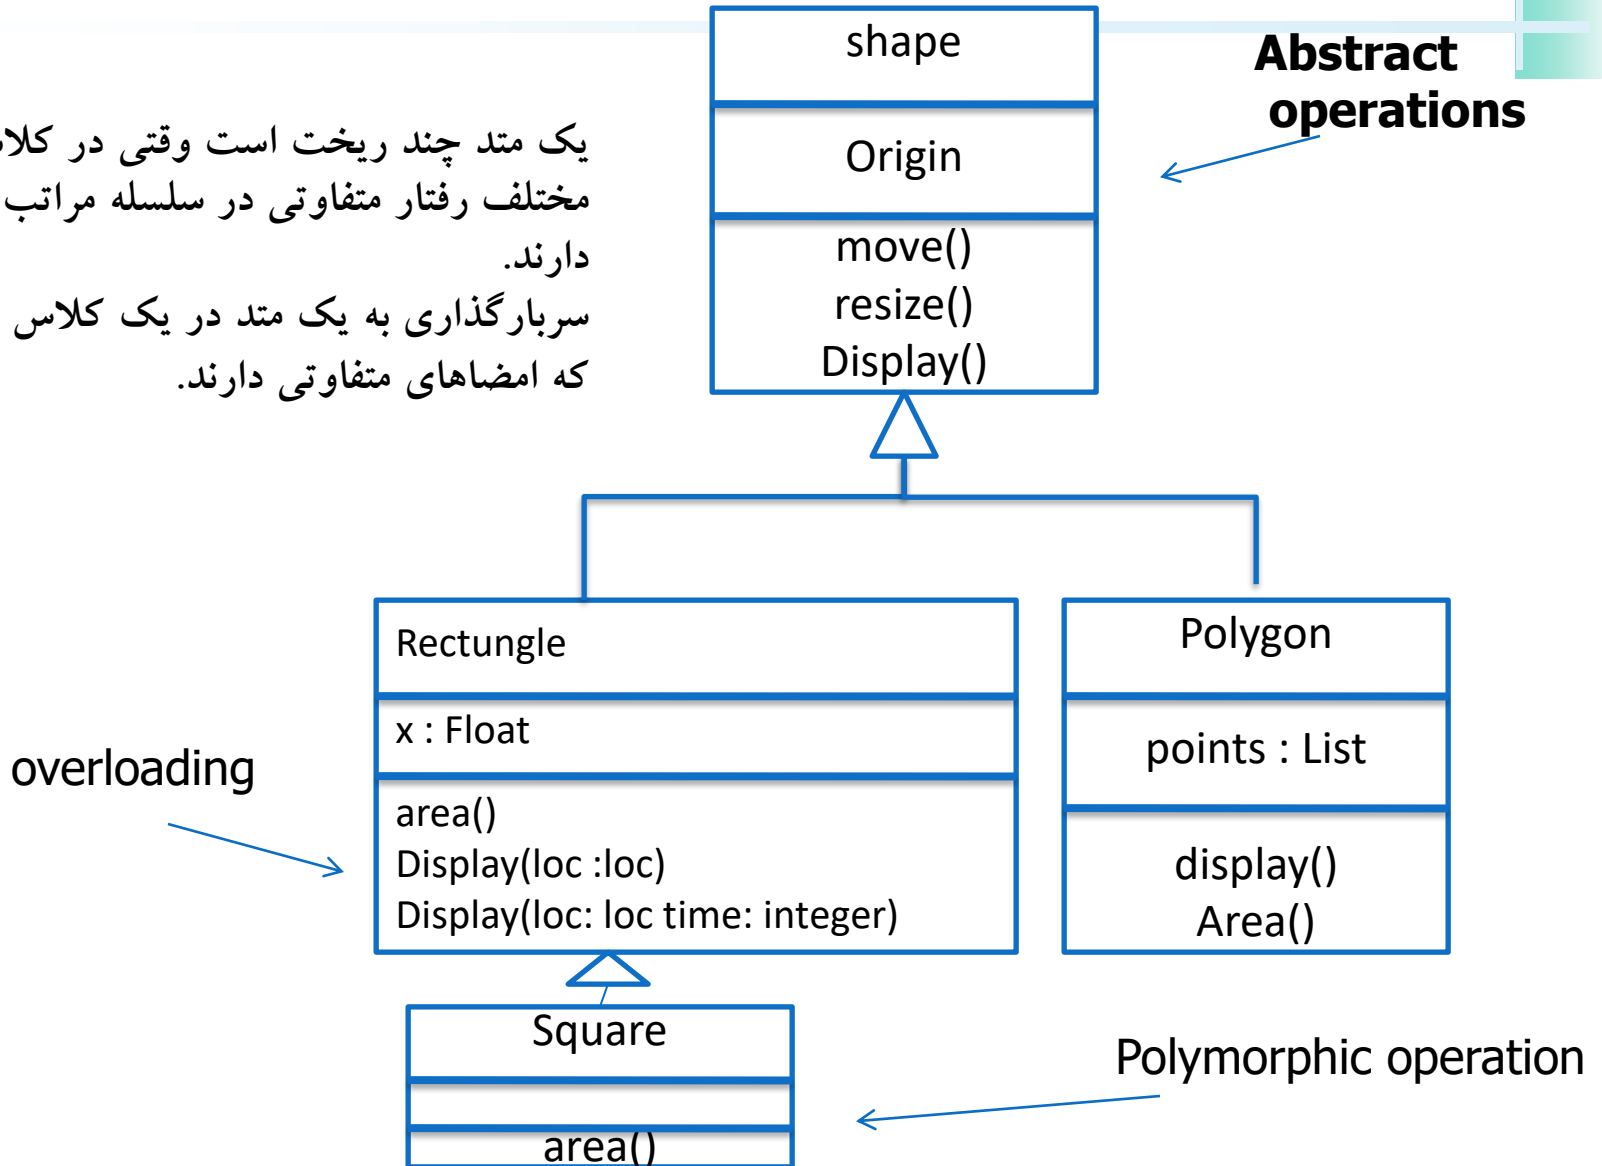 shape
Origin
move()
resize()
Display()
Abstract
operations
یک متد چند ریخت است وقتی در
مختلف رفتار متفاوتی در سلسله مراتب
دارند.
سربارگذاری به یک متد در یک کلاس
که امضاهای متفاوتی دارند.
Rectungle
x : Float
area()
Display(loc :loc)
Display(loc: loc time: integer)
Polygon
points : List
display()
Area()
overloading
Square
area()
Polymorphic operation